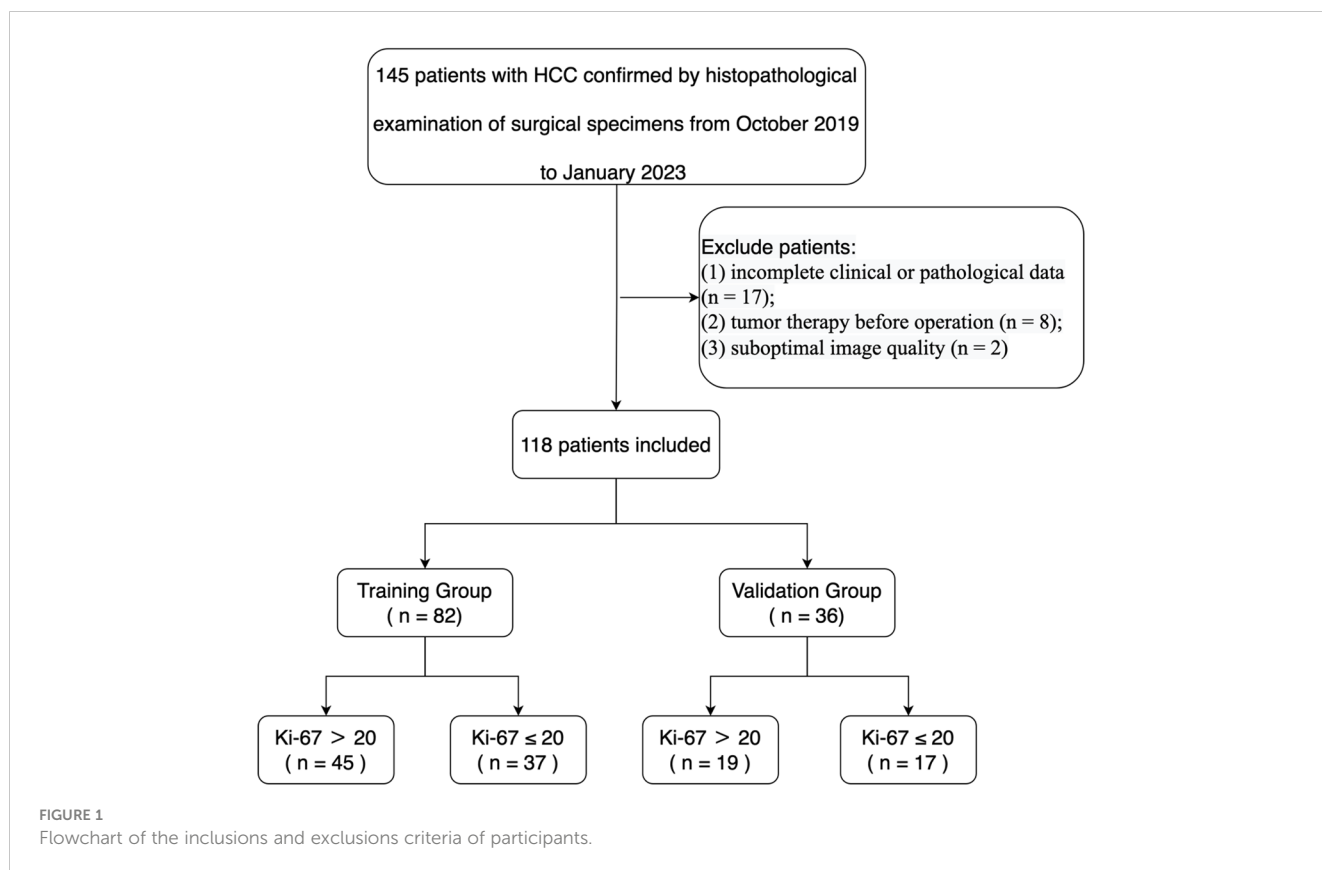 145 patients with HCC confirmed by histopathological
examination of surgical specimens from October 2019
to January 2023
Exclude patients:
(1) incomplete clinical or pathological data
(n = 17);
(2) tumor therapy before operation (n = 8);
(3) suboptimal image quality (n = 2)
118 patients included
Training Group
( n = 82)
Validation Group
( n = 36)
Ki-67 > 20
( n = 45 )
Ki-67 ≤ 20
( n = 37 )
Ki-67 > 20
( n = 19 )
Ki-67 ≤ 20
( n = 17 )
FIGURE 1
Flowchart of the inclusions and exclusions criteria of participants.